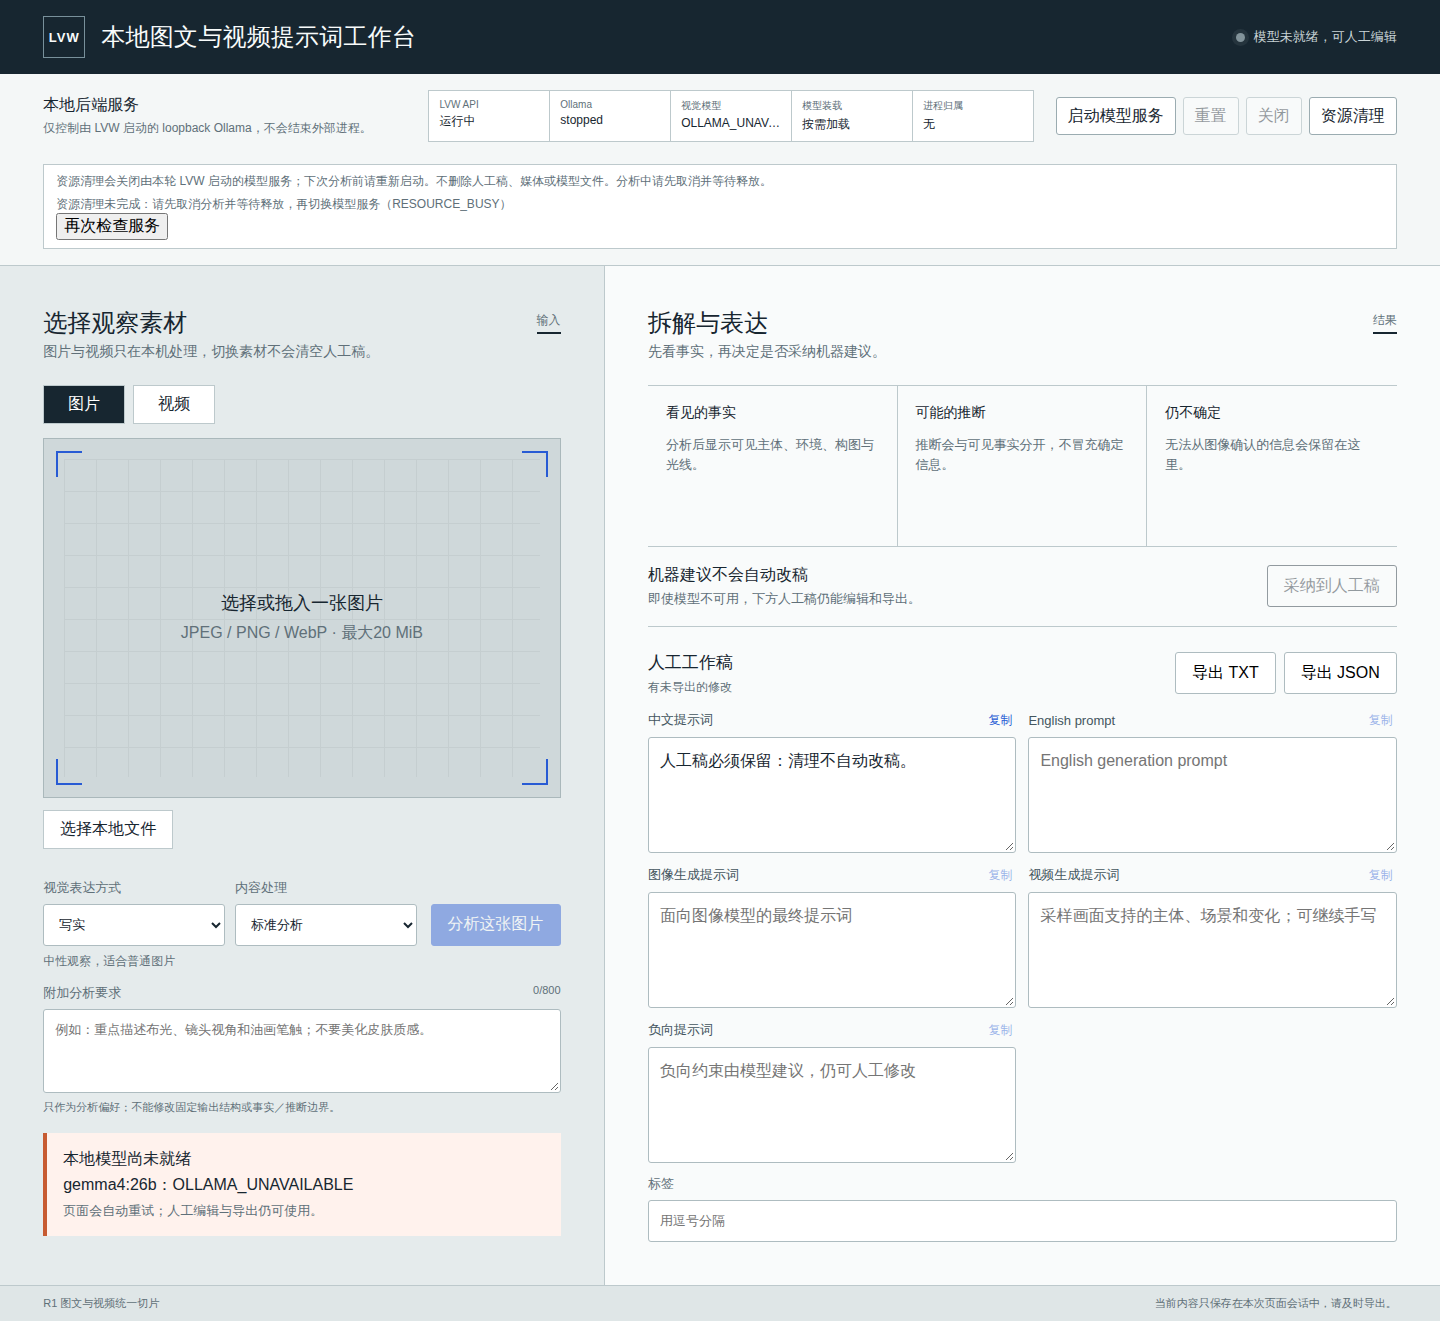 LVW
本地图文与视频提示词工作台
模型未就绪，可人工编辑
本地后端服务
仅控制由 LVW 启动的 loopback Ollama，不会结束外部进程。
LVW API
运行中
Ollama
stopped
视觉模型
OLLAMA_UNAV…
模型装载
按需加载
进程归属
无
启动模型服务
重置
关闭
资源清理
资源清理会关闭由本轮 LVW 启动的模型服务；下次分析前请重新启动。不删除人工稿、媒体或模型文件。分析中请先取消并等待释放。
资源清理未完成：请先取消分析并等待释放，再切换模型服务（RESOURCE_BUSY）
再次检查服务
选择观察素材
输入
图片与视频只在本机处理，切换素材不会清空人工稿。
图片
视频
选择或拖入一张图片
JPEG / PNG / WebP · 最大20 MiB
选择本地文件
视觉表达方式
内容处理
写实
标准分析
分析这张图片
中性观察，适合普通图片
附加分析要求
0/800
例如：重点描述布光、镜头视角和油画笔触；不要美化皮肤质感。
只作为分析偏好；不能修改固定输出结构或事实／推断边界。
本地模型尚未就绪
gemma4:26b：OLLAMA_UNAVAILABLE
页面会自动重试；人工编辑与导出仍可使用。
拆解与表达
结果
先看事实，再决定是否采纳机器建议。
看见的事实
分析后显示可见主体、环境、构图与
光线。
可能的推断
推断会与可见事实分开，不冒充确定
信息。
仍不确定
无法从图像确认的信息会保留在这
里。
机器建议不会自动改稿
即使模型不可用，下方人工稿仍能编辑和导出。
采纳到人工稿
人工工作稿
有未导出的修改
导出 TXT
导出 JSON
中文提示词
复制
English prompt
复制
人工稿必须保留：清理不自动改稿。
English generation prompt
图像生成提示词
复制
视频生成提示词
复制
面向图像模型的最终提示词
采样画面支持的主体、场景和变化；可继续手写
负向提示词
复制
负向约束由模型建议，仍可人工修改
标签
用逗号分隔
R1 图文与视频统一切片
当前内容只保存在本次页面会话中，请及时导出。